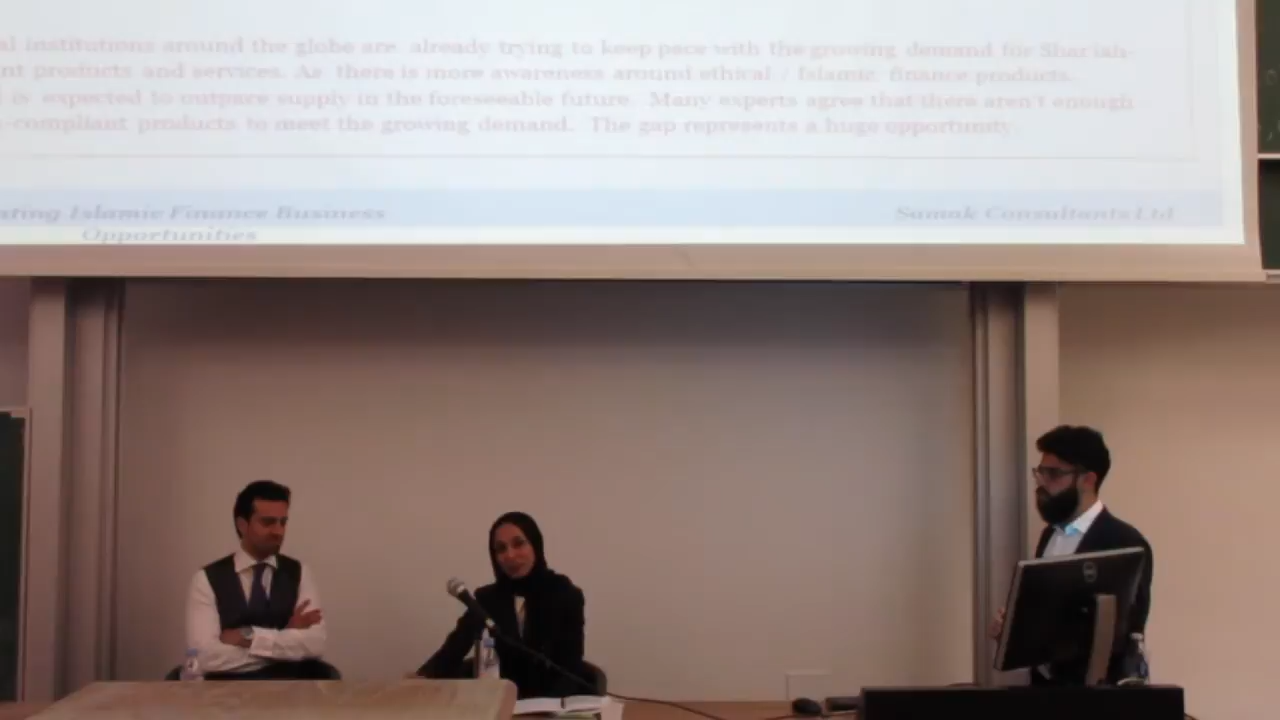 al institutions around the globe are already trying to keep pace with the growing demand for Shariah-
nt products and services. As there is more awareness around ethical / Islamic finance products,
is expected to outpace supply in the foreseeable future. Many experts agree that there aren't enough
-compliant products to meet the growing demand. The gap represents a huge opportunity.
ating Islamic Finance Business
Opportunities
Samak Consultants Ltd